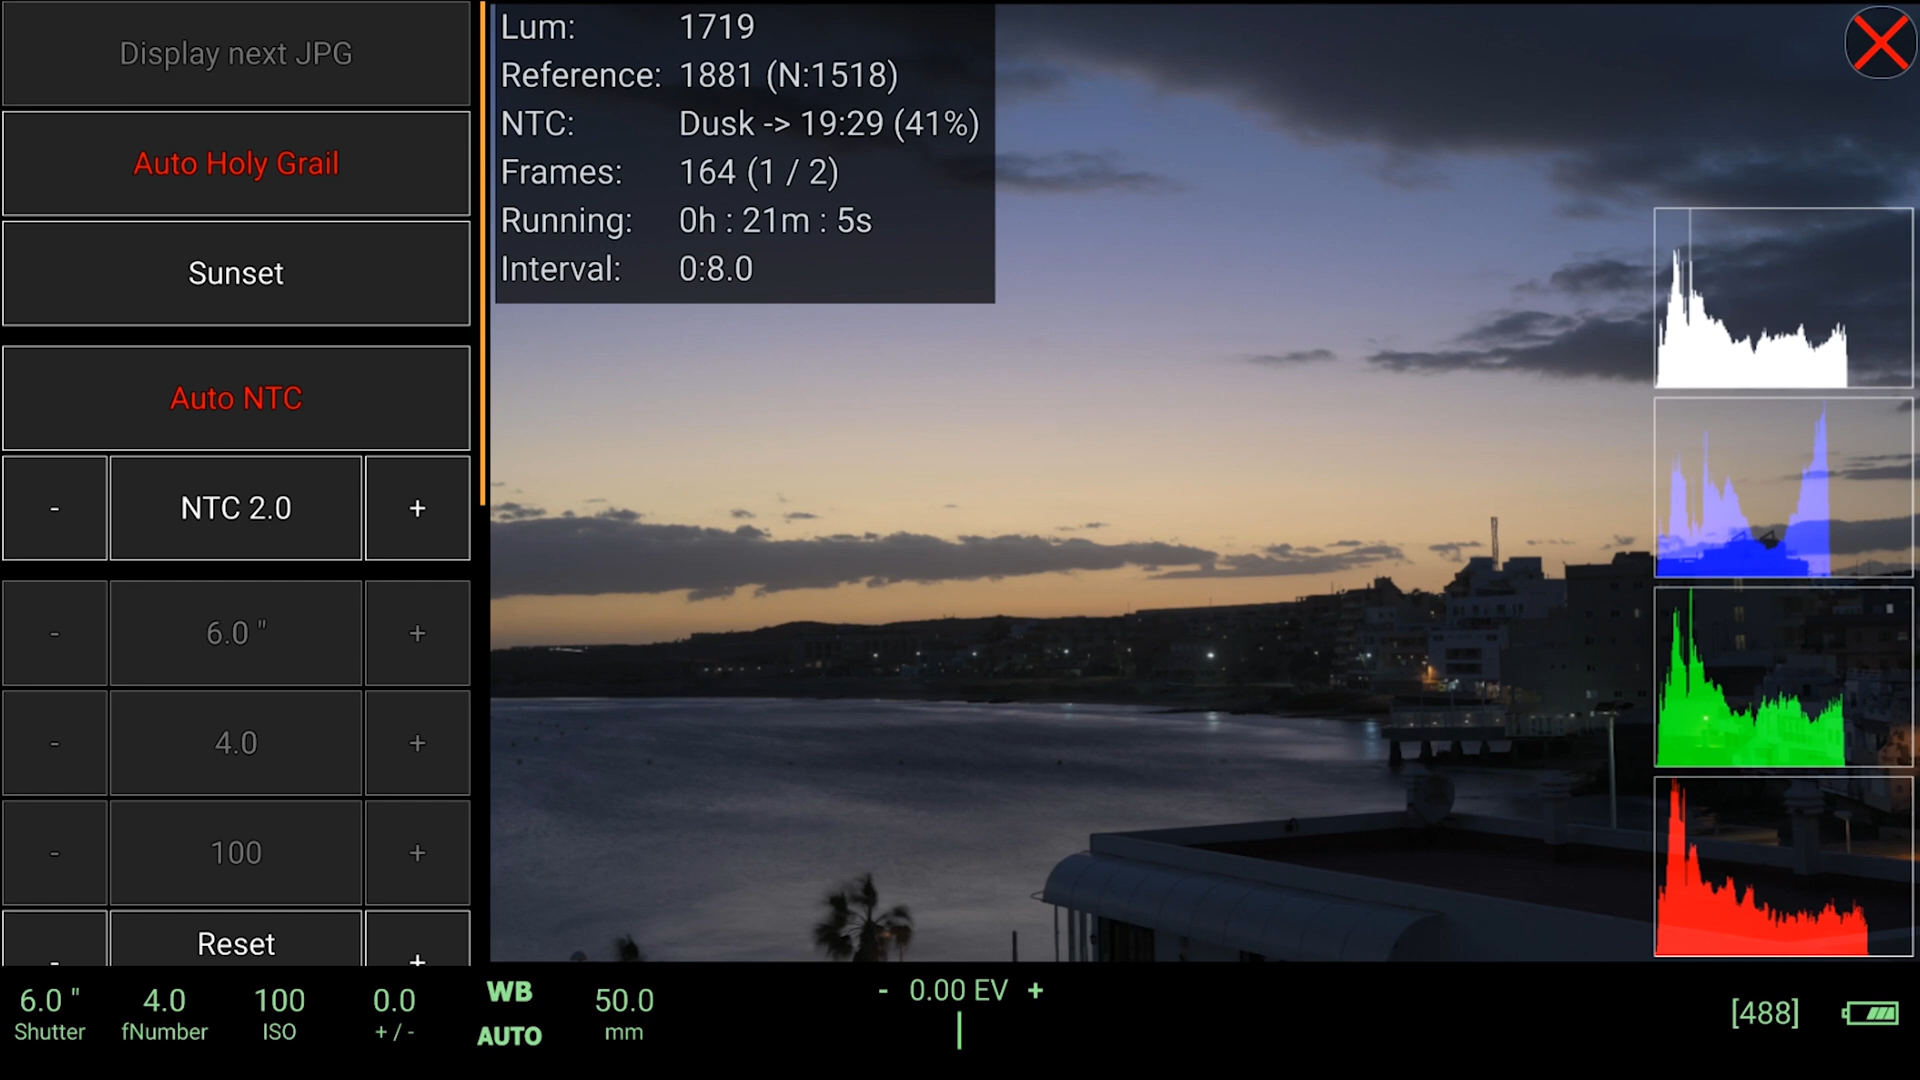 Display next JPG
Auto Holy Grail
Sunset
Auto NTC
- NTC 2.0 +
- 6.0 " +
- 4.0 +
- 100 +
- Reset +
Lum: 1719
Reference: 1881 (N:1518)
NTC: Dusk -> 19:29 (41%)
Frames: 164 (1 / 2)
Running: 0h : 21m : 5s
Interval: 0:8.0
6.0 " 4.0 100 0.0 WB 50.0 - 0.00 EV + [488]
Shutter fNumber ISO + / - AUTO mm